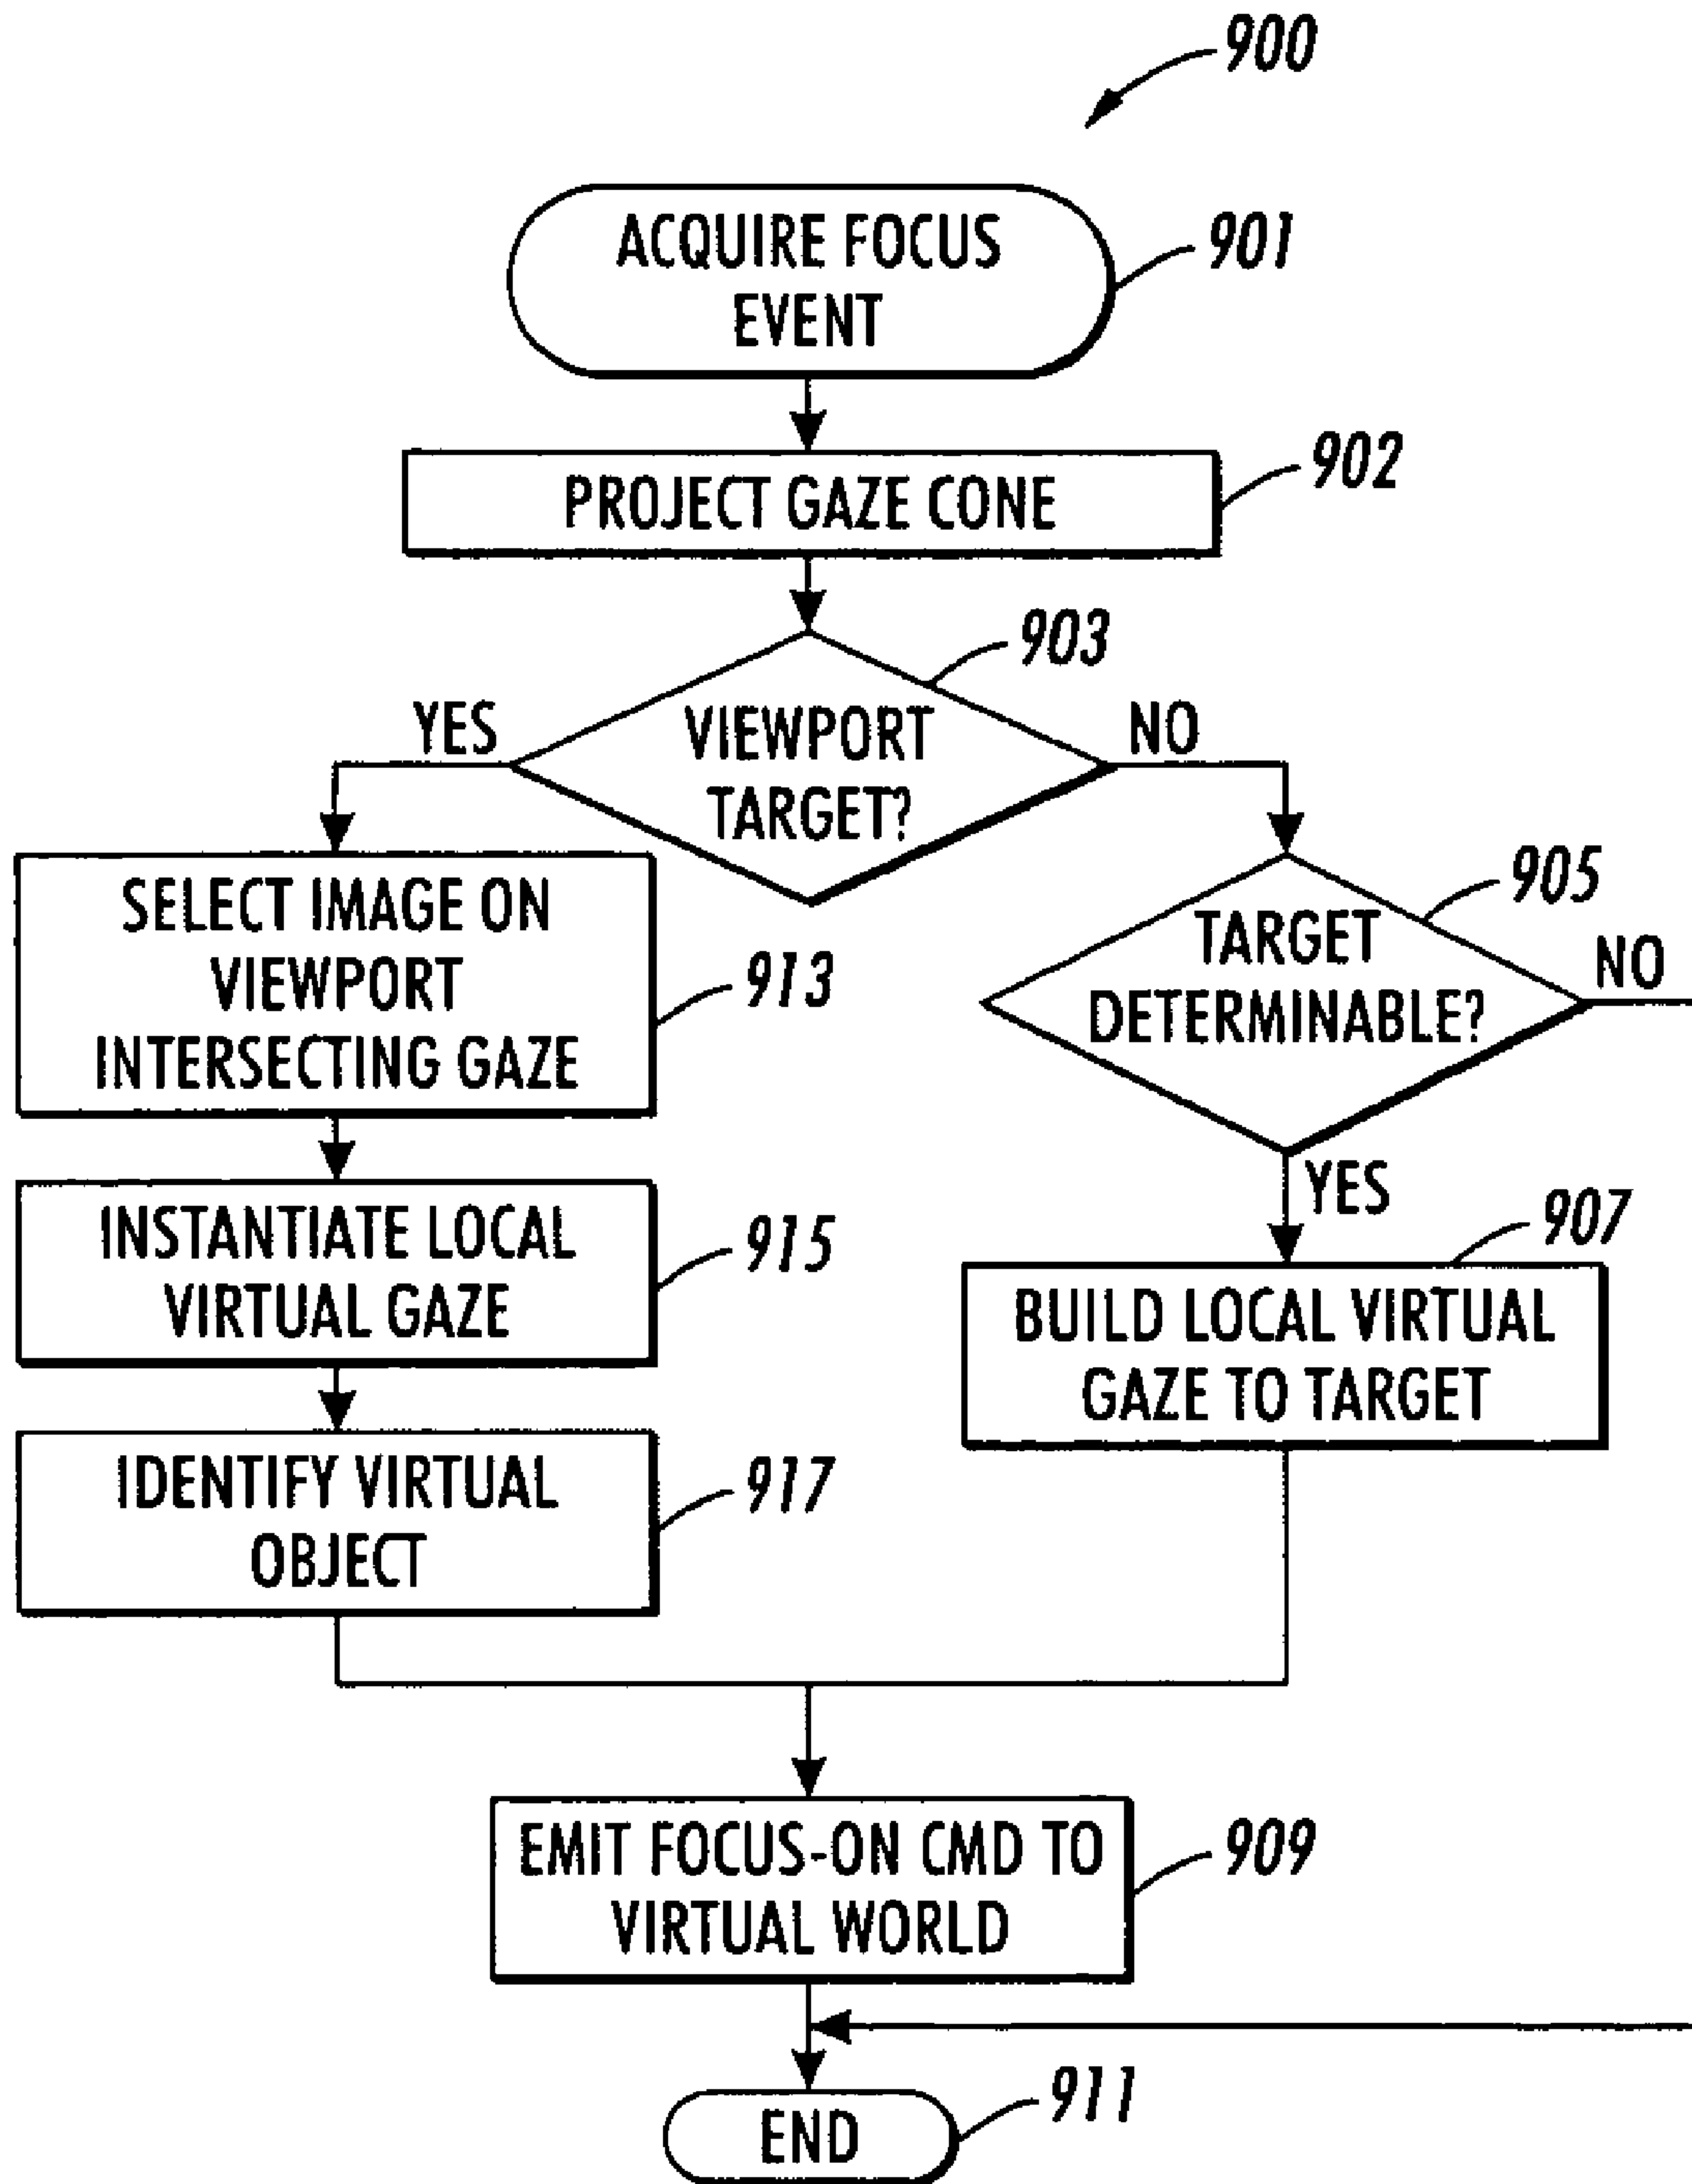 900
ACQUIRE FOCUS
EVENT
901
PROJECT GAZE CONE
902
903
VIEWPORT
TARGET?
YES
NO
SELECT IMAGE ON
VIEWPORT
INTERSECTING GAZE
913
905
TARGET
DETERMINABLE?
NO
YES
INSTANTIATE LOCAL
VIRTUAL GAZE
915
907
BUILD LOCAL VIRTUAL
GAZE TO TARGET
IDENTIFY VIRTUAL
OBJECT
917
EMIT FOCUS-ON CMD TO
VIRTUAL WORLD
909
END
911